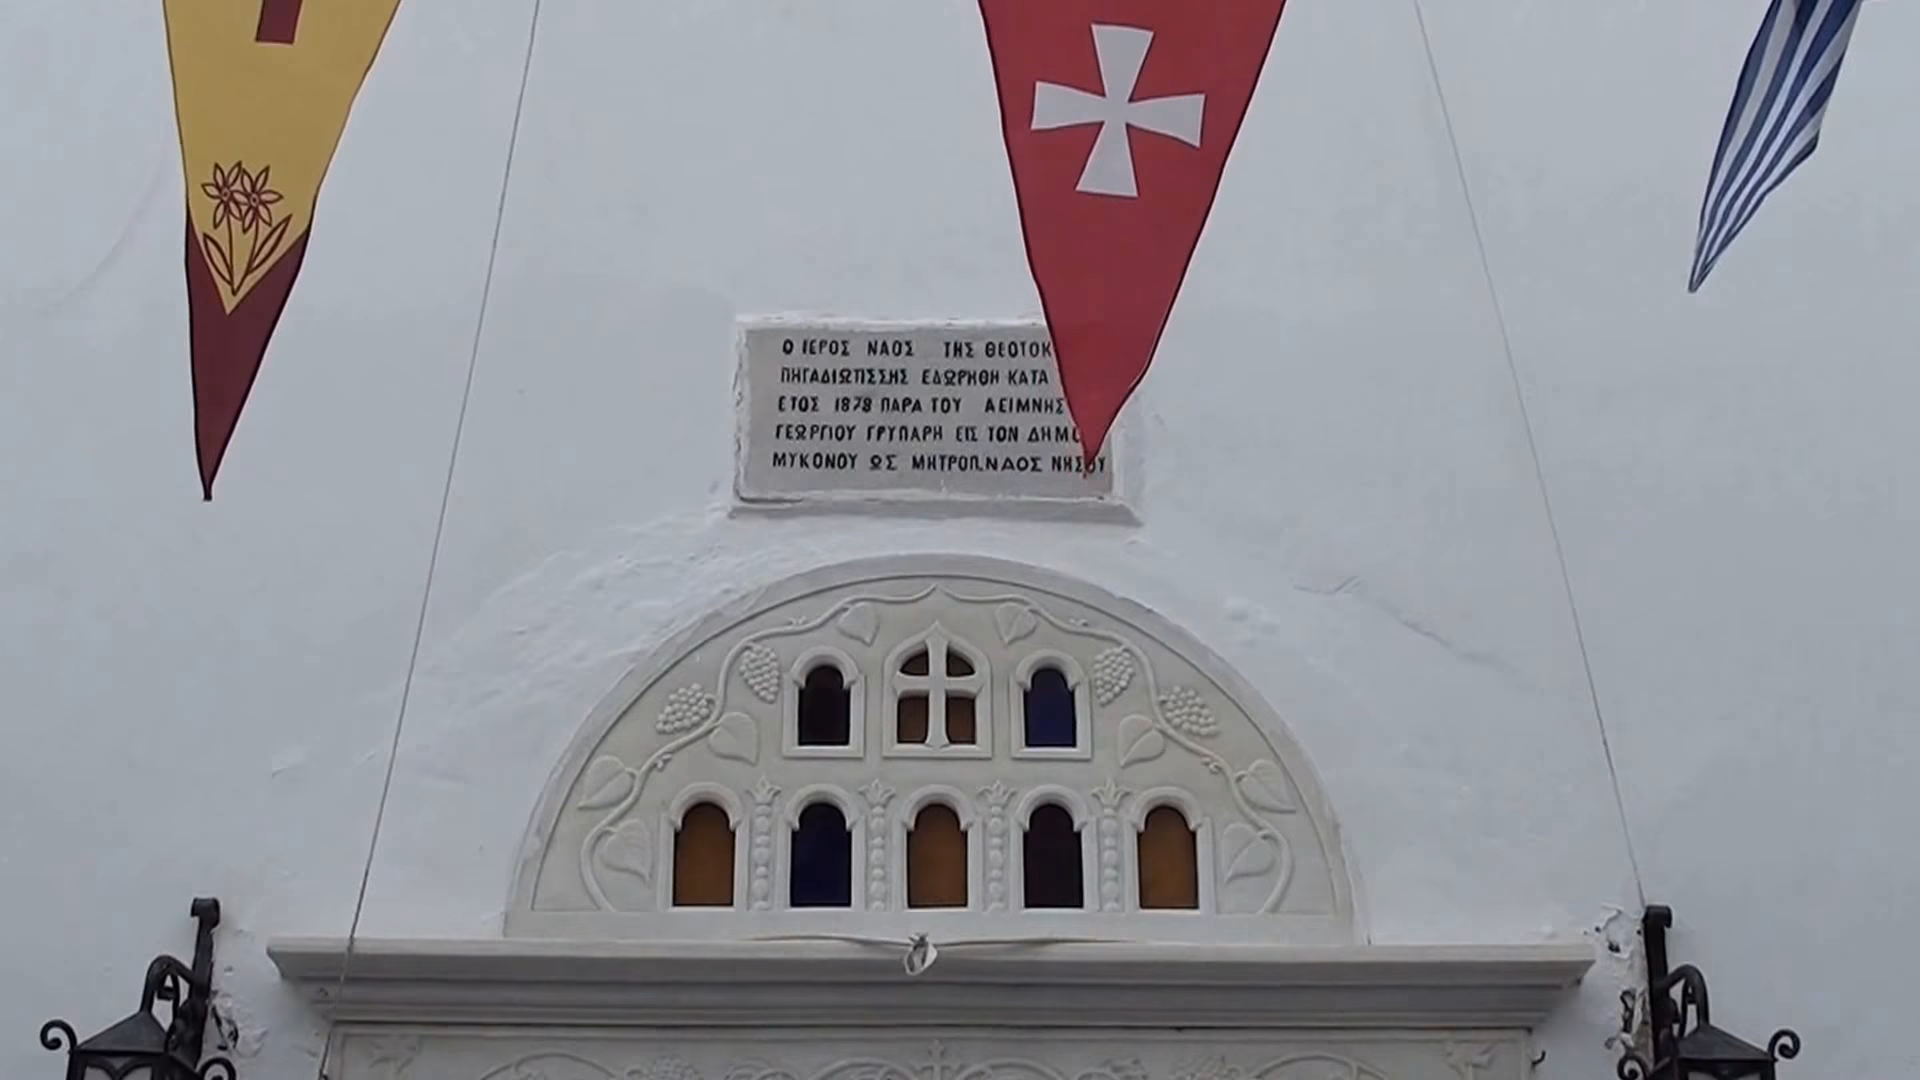 Ο ΙΕΡΟΣ ΝΑΟΣ ΤΗΣ ΘΕΟΤΟΚ
ΠΗΓΑΔΙΩΤΙΣΣΗΣ ΕΔΩΡΗΘΗ ΚΑΤΑ
ΕΤΟΣ 1878 ΠΑΡΑ ΤΟΥ ΑΕΙΜΝΗΣ
ΓΕΩΡΓΙΟΥ ΓΡΥΠΑΡΗ ΕΙΣ ΤΟΝ ΔΗΜΟ
ΜΥΚΟΝΟΥ ΩΣ ΜΗΤΡΟΠ.ΝΑΟΣ ΝΗΣΟΥ